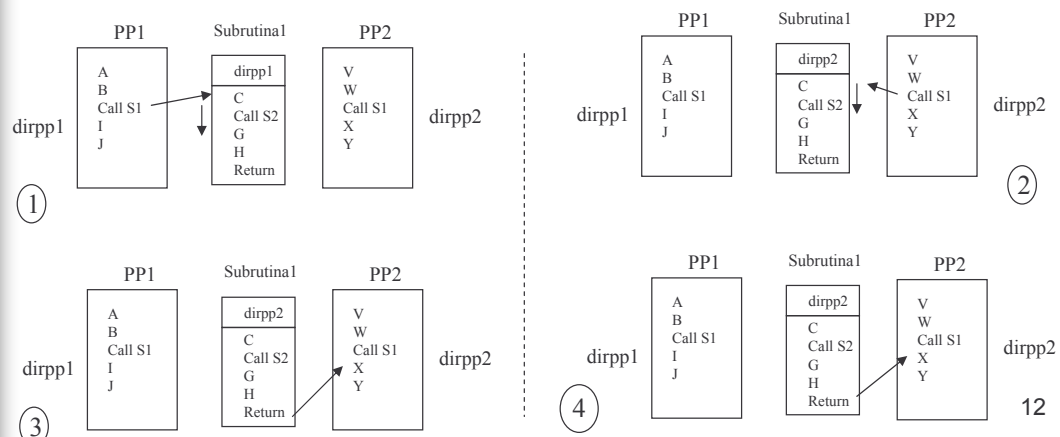 PP1
Subrutina1
PP2
dirpp1
A
B
Call S1
I
J
dirpp1
C
Call S2
G
H
Return
V
W
Call S1
X
Y
dirpp2
1
PP1
Subrutina1
PP2
dirpp1
A
B
Call S1
I
J
dirpp2
C
Call S2
G
H
Return
V
W
Call S1
X
Y
dirpp2
2
PP1
Subrutina1
PP2
dirpp1
A
B
Call S1
I
J
dirpp2
C
Call S2
G
H
Return
V
W
Call S1
X
Y
dirpp2
3
PP1
Subrutina1
PP2
dirpp1
A
B
Call S1
I
J
dirpp2
C
Call S2
G
H
Return
V
W
Call S1
X
Y
dirpp2
4
12